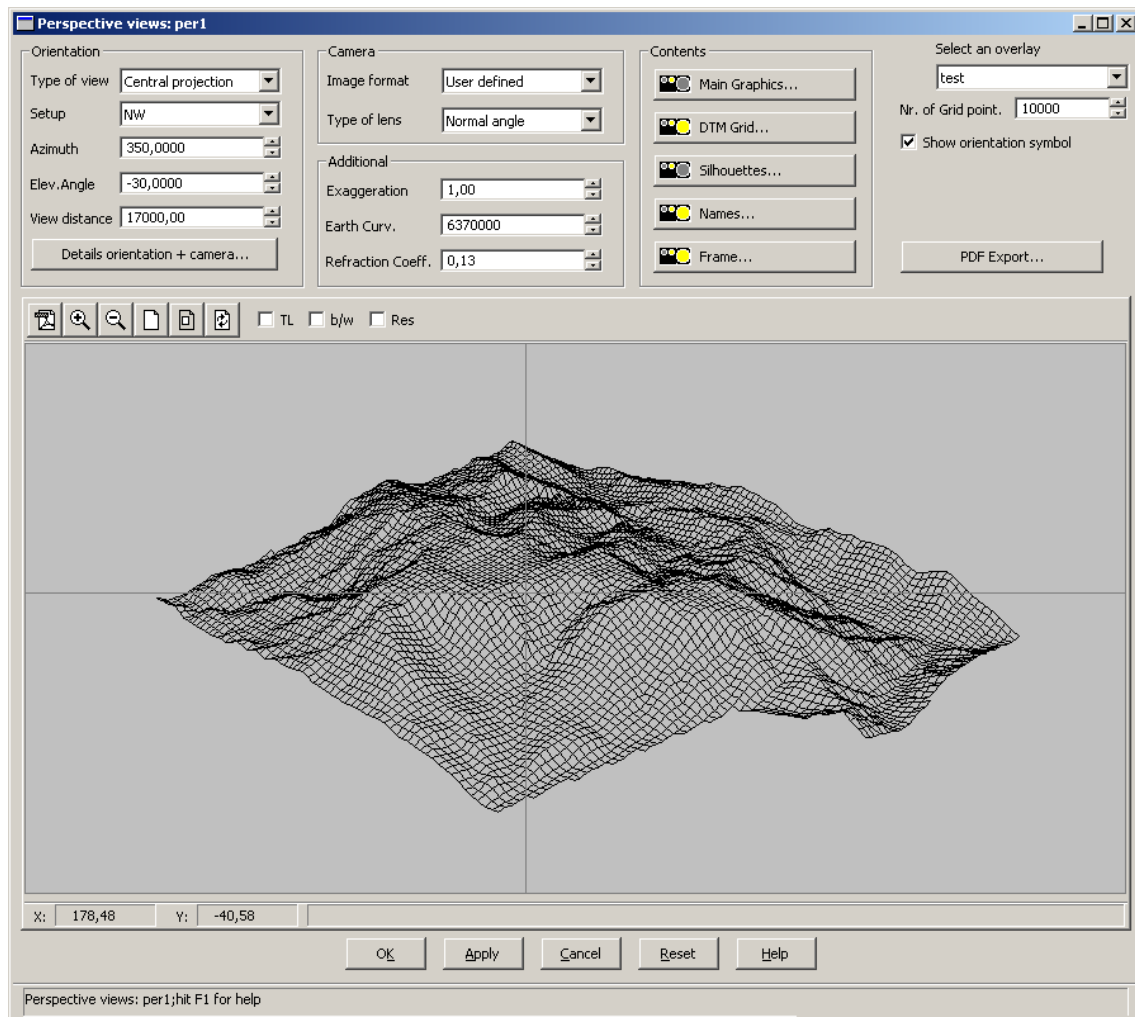 Perspective views: per1
Orientation
Type of view Central projection
Setup NW
Azimuth 350,0000
Elev.Angle -30,0000
View distance 17000,00
Details orientation + camera...
Camera
Image format User defined
Type of lens Normal angle
Additional
Exaggeration 1,00
Earth Curv. 6370000
Refraction Coeff. 0,13
Contents
Main Graphics...
DTM Grid...
Silhouettes...
Names...
Frame...
Select an overlay
test
Nr. of Grid point. 10000
Show orientation symbol
PDF Export...
TL b/w Res
X: 178,48 Y: -40,58
OK Apply Cancel Reset Help
Perspective views: per1;hit F1 for help